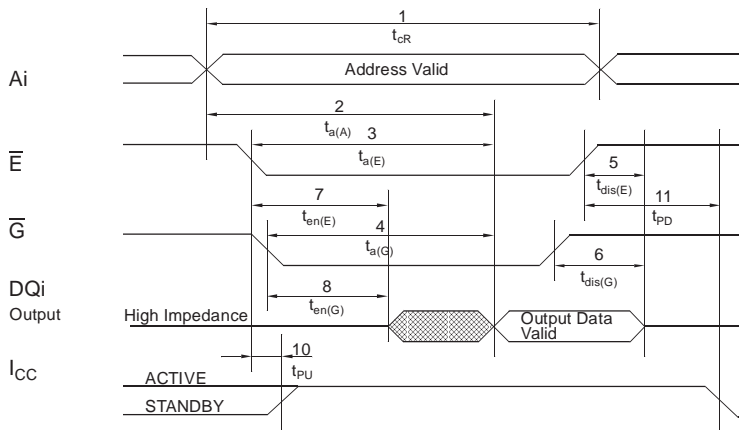 1
tcR
Ai
Address Valid
2
ta(A)
3
E
ta(E)
5
tdis(E)
7
11
ten(E)
tPD
G
4
ta(G)
6
tdis(G)
DQi
8
Output
ten(G)
High Impedance
Output Data
Valid
10
ICC
tPU
ACTIVE
STANDBY